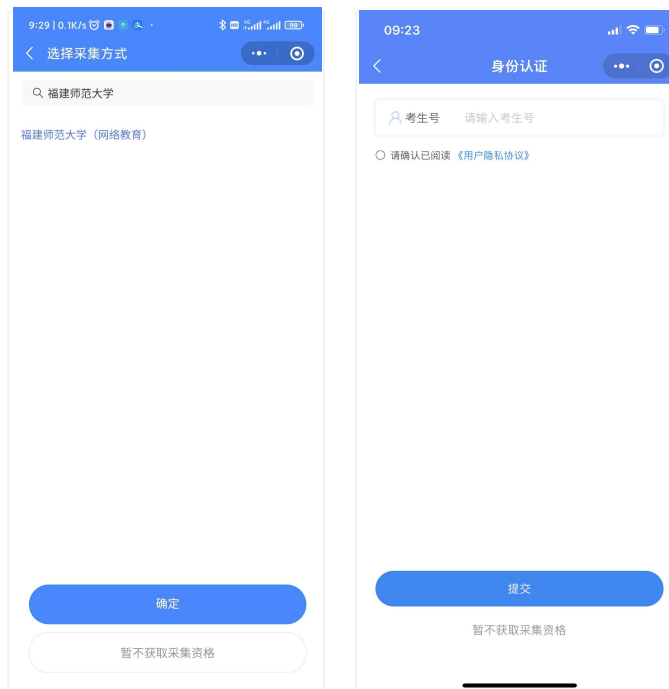 9:29 | 0.1K/s
选择采集方式
福建师范大学
福建师范大学（网络教育）
确定
暂不获取采集资格
09:23
身份认证
考生号 请输入考生号
请确认已阅读 《用户隐私协议》
提交
暂不获取采集资格